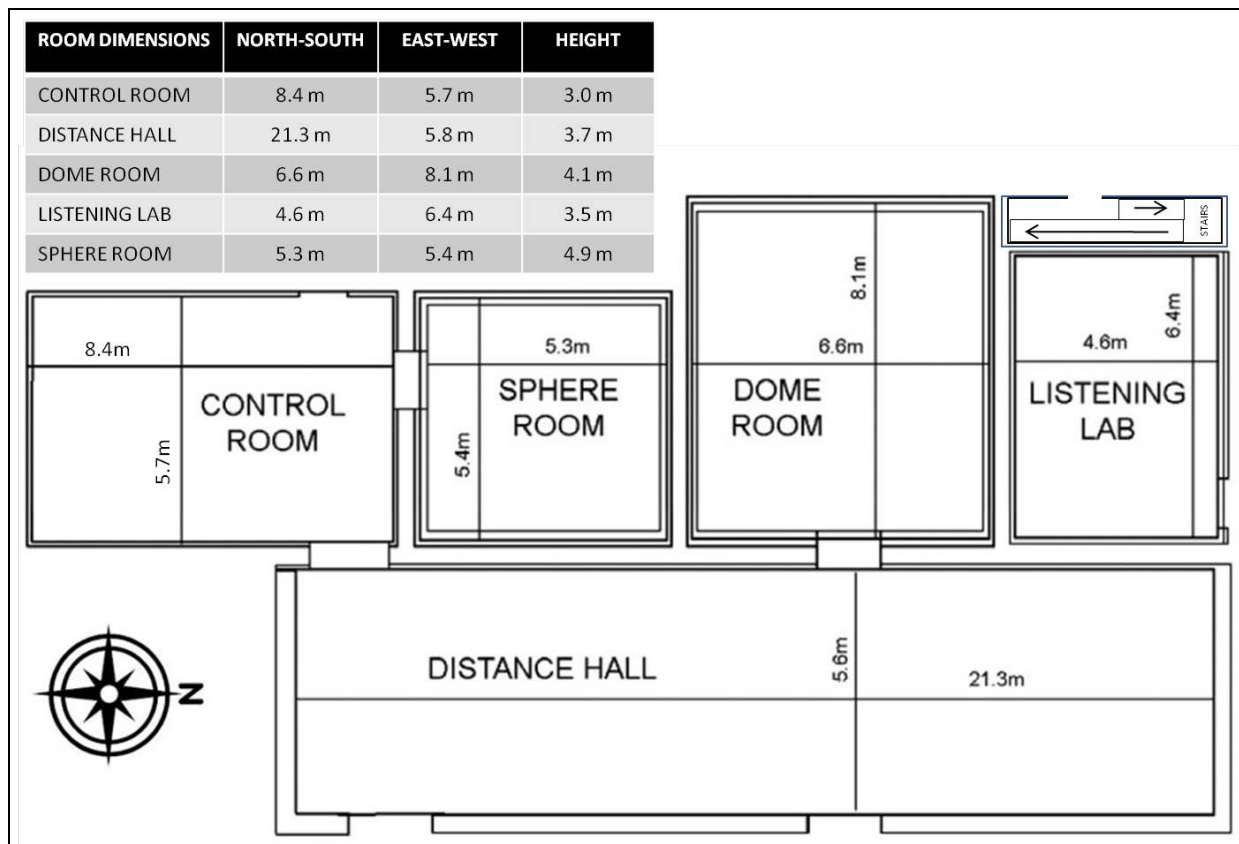 ROOM DIMENSIONS NORTH-SOUTH EAST-WEST HEIGHT
CONTROL ROOM 8.4 m 5.7 m 3.0 m
DISTANCE HALL 21.3 m 5.8 m 3.7 m
DOME ROOM 6.6 m 8.1 m 4.1 m
LISTENING LAB 4.6 m 6.4 m 3.5 m
SPHERE ROOM 5.3 m 5.4 m 4.9 m
STAIRS
8.4m
CONTROL
ROOM
5.7m
5.3m
SPHERE
ROOM
5.4m
8.1m
6.6m
DOME
ROOM
6.4m
4.6m
LISTENING
LAB
DISTANCE HALL
5.6m
21.3m
N